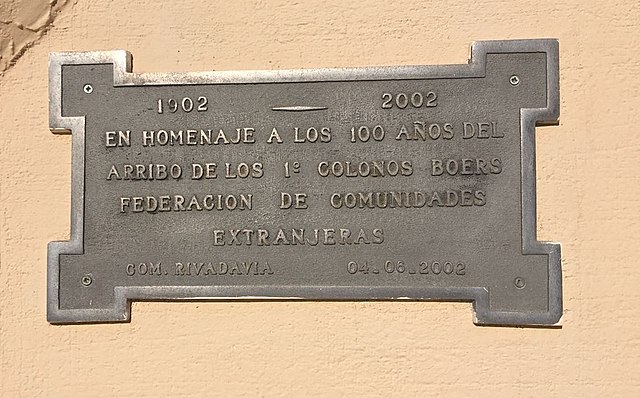 1902 — 2002
EN HOMENAJE A LOS 100 AÑOS DEL
ARRIBO DE LOS 1º COLONOS BOERS
FEDERACION DE COMUNIDADES
EXTRANJERAS
COM. RIVADAVIA 04-06-2002